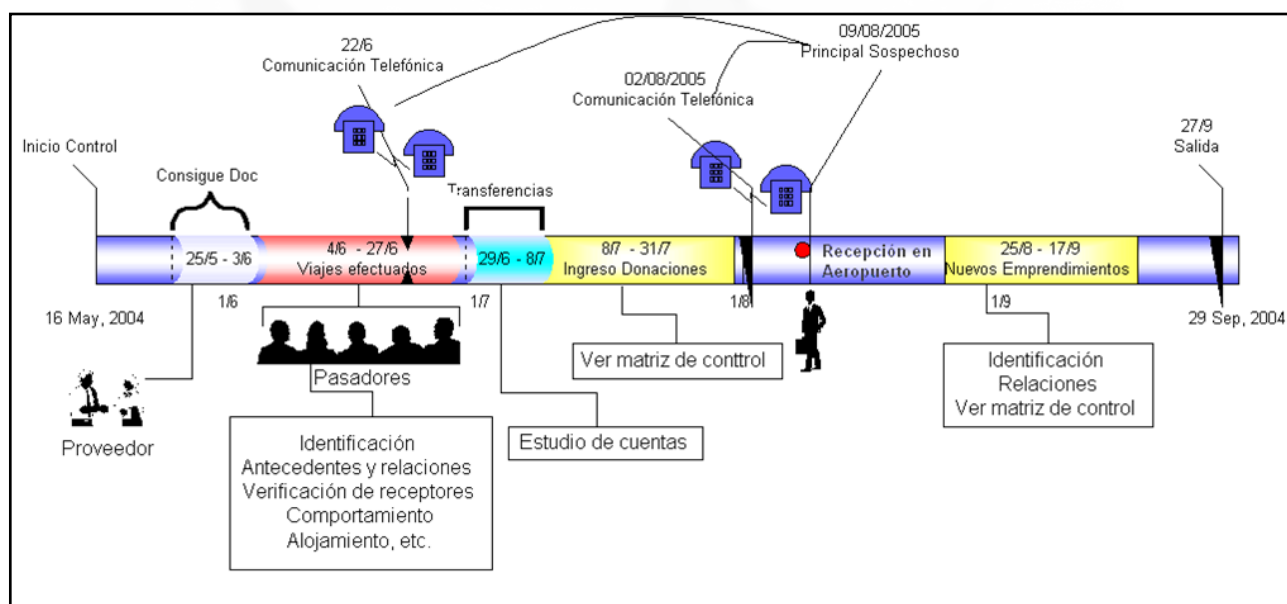 09/08/2005
Principal Sospechoso
22/6
Comunicación Telefónica
02/08/2005
Comunicación Telefónica
27/9
Salida
Inicio Control
Consigue Doc
Transferencias
25/5 - 3/6
4/6 - 27/6
Viajes efectuados
29/6 - 8/7
8/7 - 31/7
Ingreso Donaciones
Recepción en
Aeropuerto
25/8 - 17/9
Nuevos Emprendimientos
16 May, 2004
1/6
1/7
1/8
1/9
29 Sep, 2004
Proveedor
Pasadores
Ver matriz de conttrol
Identificación
Relaciones
Ver matriz de control
Estudio de cuentas
Identificación
Antecedentes y relaciones
Verificación de receptores
Comportamiento
Alojamiento, etc.